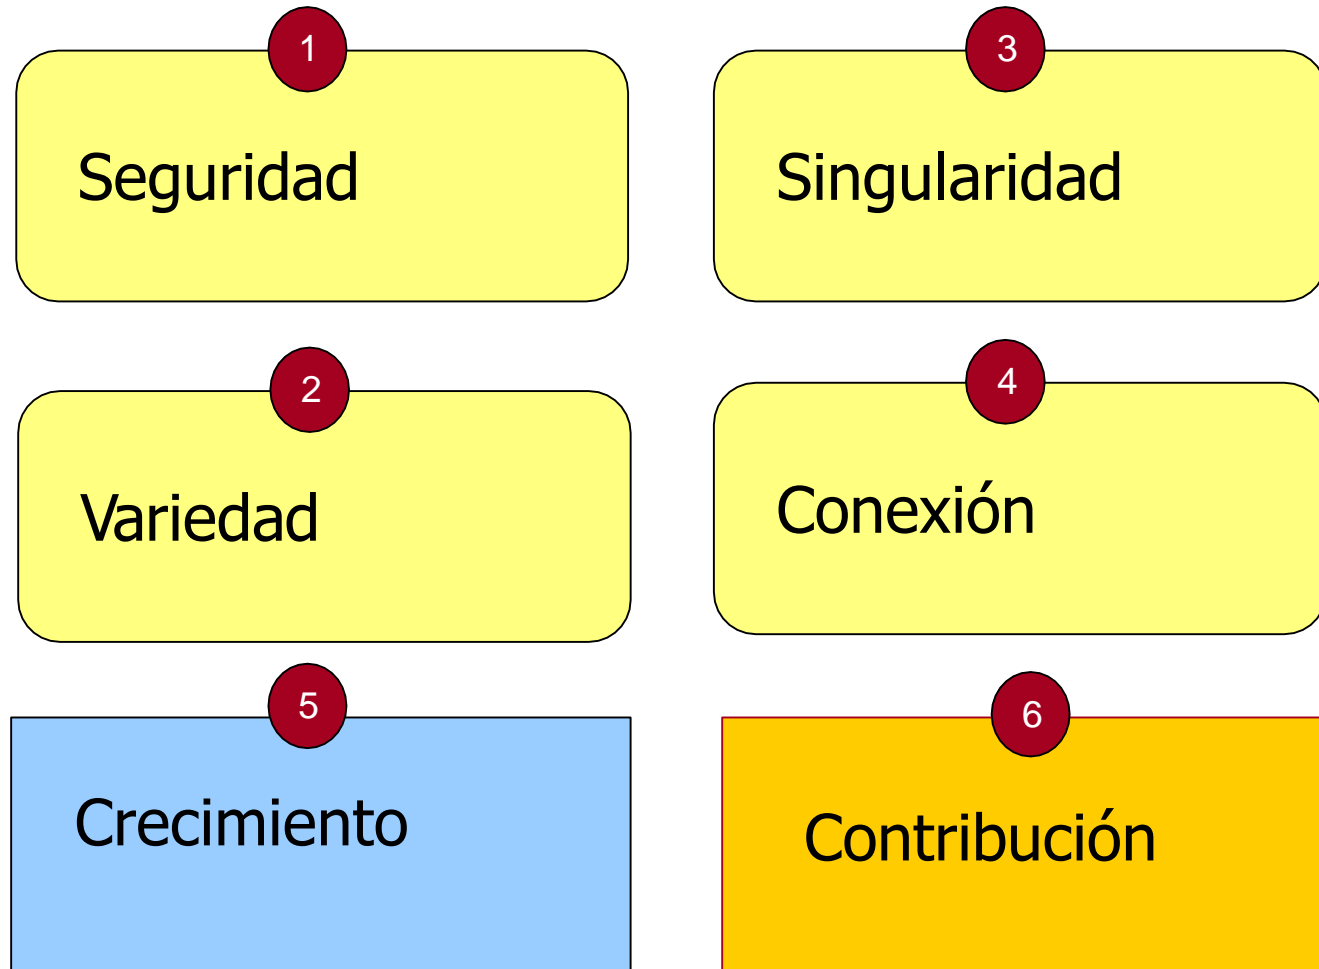 1
Seguridad
3
Singularidad
2
Variedad
4
Conexión
5
Crecimiento
6
Contribución